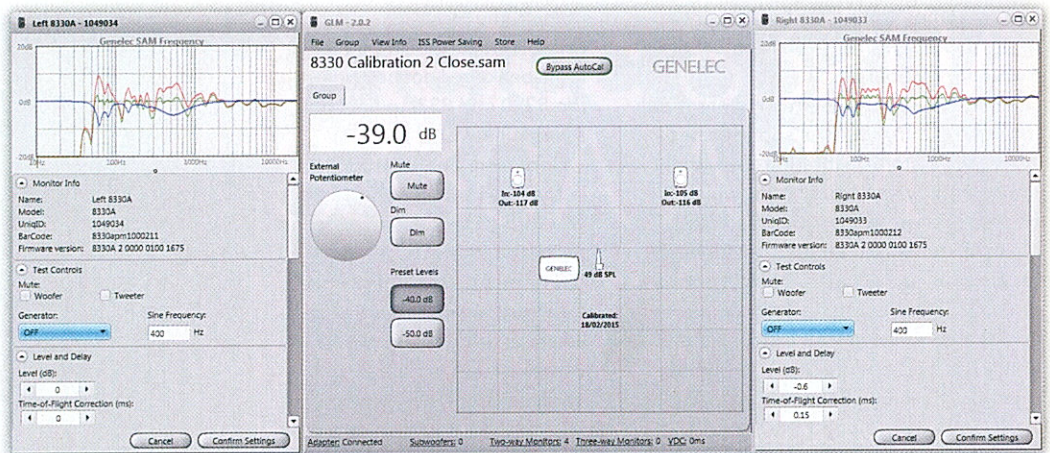 Left 8330A - 1049034
Genelec SAM Frequency
20dB
0dB
-20dB
10Hz
100Hz
1000Hz
10000Hz
Monitor Info
Name: Left 8330A
Model: 8330A
UniqID: 1049034
BarCode: 8330apm1000211
Firmware version: 8330A 2 0000 0100 1675
Test Controls
Mute:
Woofer Tweeter
Generator: Sine Frequency:
OFF 400 Hz
Level and Delay
Level (dB):
0
Time-of-Flight Correction (ms):
0
Cancel Confirm Settings
GLM - 2.0.2
File Group View Info ISS Power Saving Store Help
8330 Calibration 2 Close.sam Bypass AutoCal GENELEC
Group
-39.0 dB
External Potentiometer
Mute
Mute
Dim
Dim
Preset Levels
-40.0 dB
-50.0 dB
In:-104 dB
Out:-117 dB
In:-105 dB
Out:-116 dB
GENELEC
49 dB SPL
Calibrated:
18/02/2015
Adapter: Connected Subwoofers: 0 Two-way Monitors: 4 Three-way Monitors: 0 VDC: 0ms
Right 8330A - 1049033
Genelec SAM Frequency
20dB
0dB
-20dB
10Hz
100Hz
1000Hz
10000Hz
Monitor Info
Name: Right 8330A
Model: 8330A
UniqID: 1049033
BarCode: 8330apm1000212
Firmware version: 8330A 2 0000 0100 1675
Test Controls
Mute:
Woofer Tweeter
Generator: Sine Frequency:
OFF 400 Hz
Level and Delay
Level (dB):
-0.6
Time-of-Flight Correction (ms):
0.15
Cancel Confirm Settings